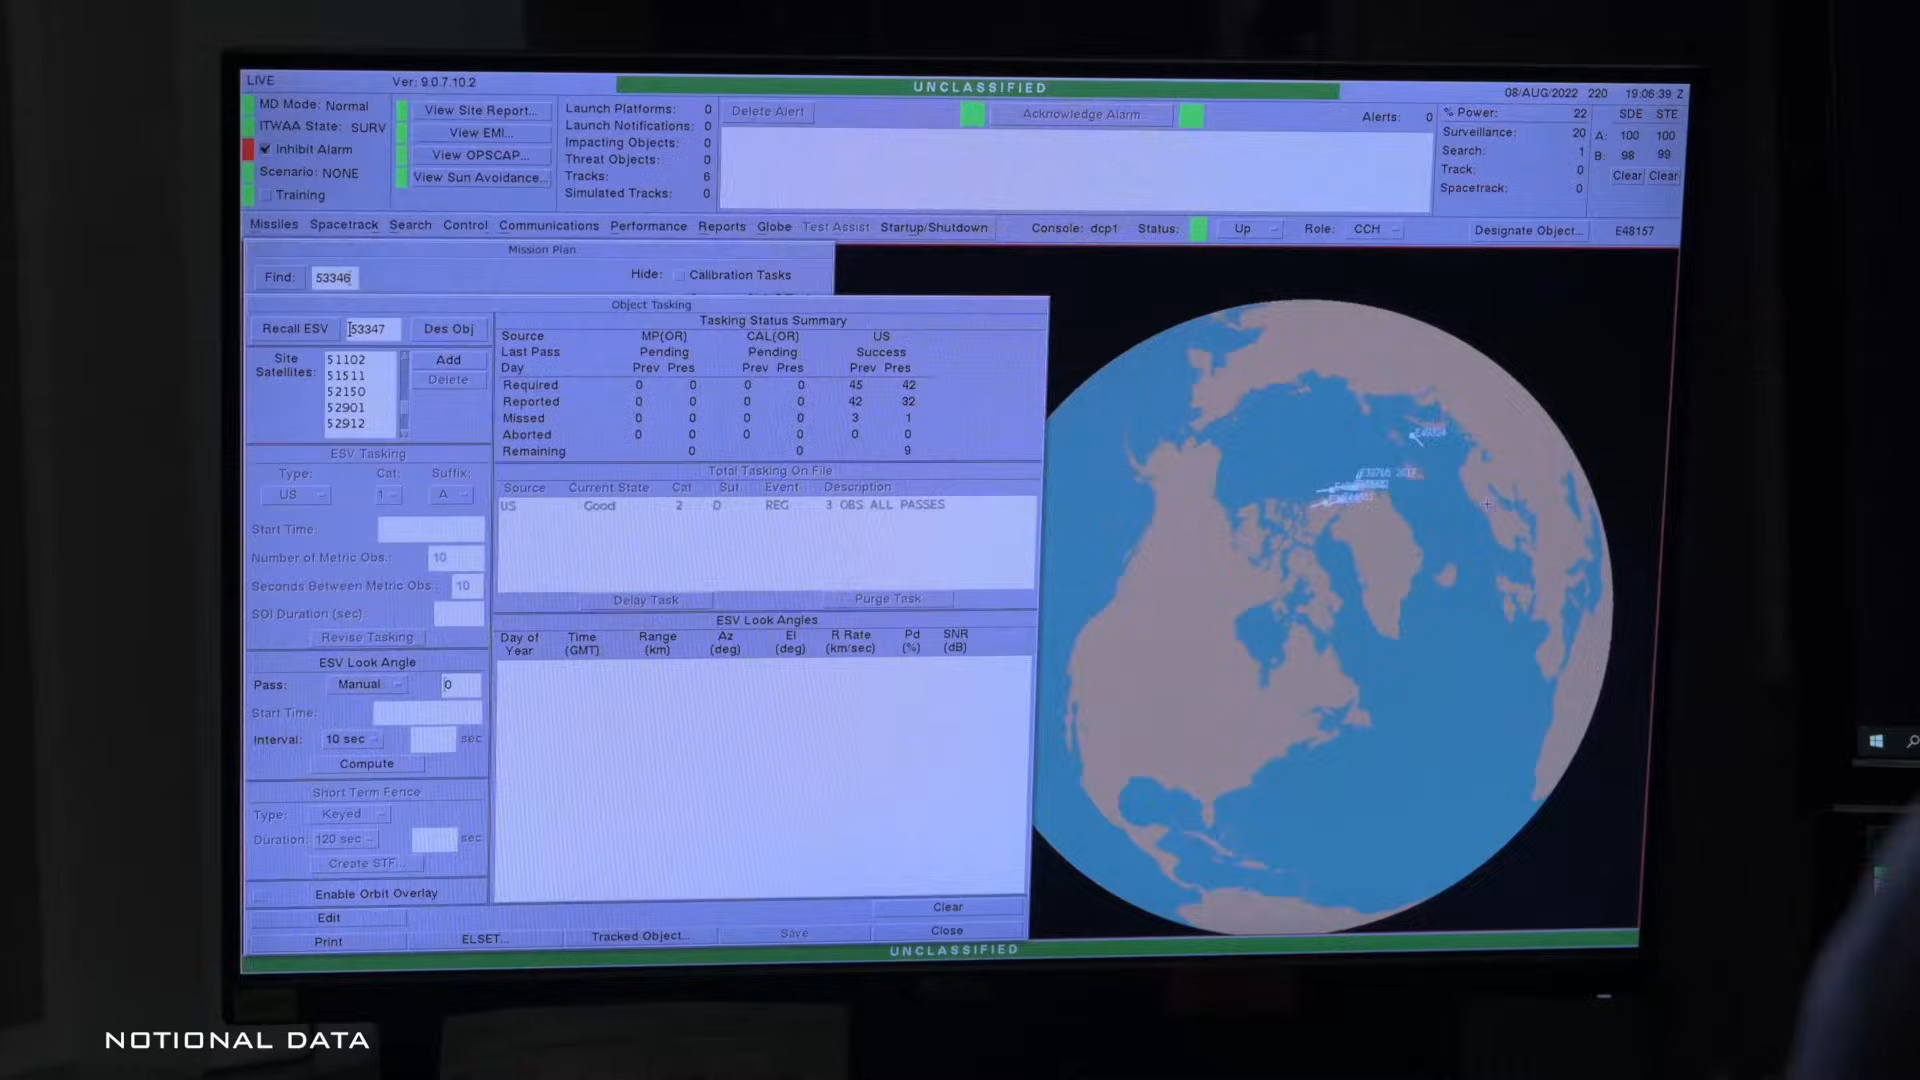 LIVE
Ver: 9.0.7.10.2
UNCLASSIFIED
08/AUG/2022 220 19:06:39 Z
MD Mode: Normal
ITWAA State: SURV
Inhibit Alarm
Scenario: NONE
Training
View Site Report...
View EMI...
View OPSCAP...
View Sun Avoidance...
Launch Platforms: 0
Launch Notifications: 0
Impacting Objects: 0
Threat Objects: 0
Tracks: 6
Simulated Tracks: 0
Delete Alert
Acknowledge Alarm
Alerts: 0
% Power: 22
Surveillance: 20
Search: 1
Track: 0
Spacetrack: 0
SDE STE
A: 100 100
B: 98 99
Clear Clear
Missiles Spacetrack Search Control Communications Performance Reports Globe Test Assist Startup/Shutdown
Console: dcp1 Status: Up Role: CCH Designate Object... E48157
Mission Plan
Find: 53346 Hide: Calibration Tasks
Object Tasking
Recall ESV 53347 Des Obj
Site Satellites:
51102
51511
52150
52901
52912
Add
Delete
ESV Tasking
Type: Cat: Suffix:
US 1 A
Start Time:
Number of Metric Obs.: 10
Seconds Between Metric Obs.: 10
SOI Duration (sec):
Revise Tasking
ESV Look Angle
Pass: Manual 0
Start Time:
Interval: 10 sec sec
Compute
Short Term Fence
Type: Keyed
Duration: 120 sec sec
Create STF...
Enable Orbit Overlay
Tasking Status Summary
Source MP(OR) CAL(OR) US
Last Pass Pending Pending Success
Day Prev Pres Prev Pres Prev Pres
Required 0 0 0 0 45 42
Reported 0 0 0 0 42 32
Missed 0 0 0 0 3 1
Aborted 0 0 0 0 0 0
Remaining 0 0 9
Total Tasking On File
Source Current State Cat Suf Event Description
US Good 2 D REG 3 OBS ALL PASSES
Delay Task Purge Task
ESV Look Angles
Day of Year Time (GMT) Range (km) Az (deg) El (deg) R Rate (km/sec) Pd (%) SNR (dB)
Edit
Clear
Print ELSET... Tracked Object... Save Close
UNCLASSIFIED
NOTIONAL DATA